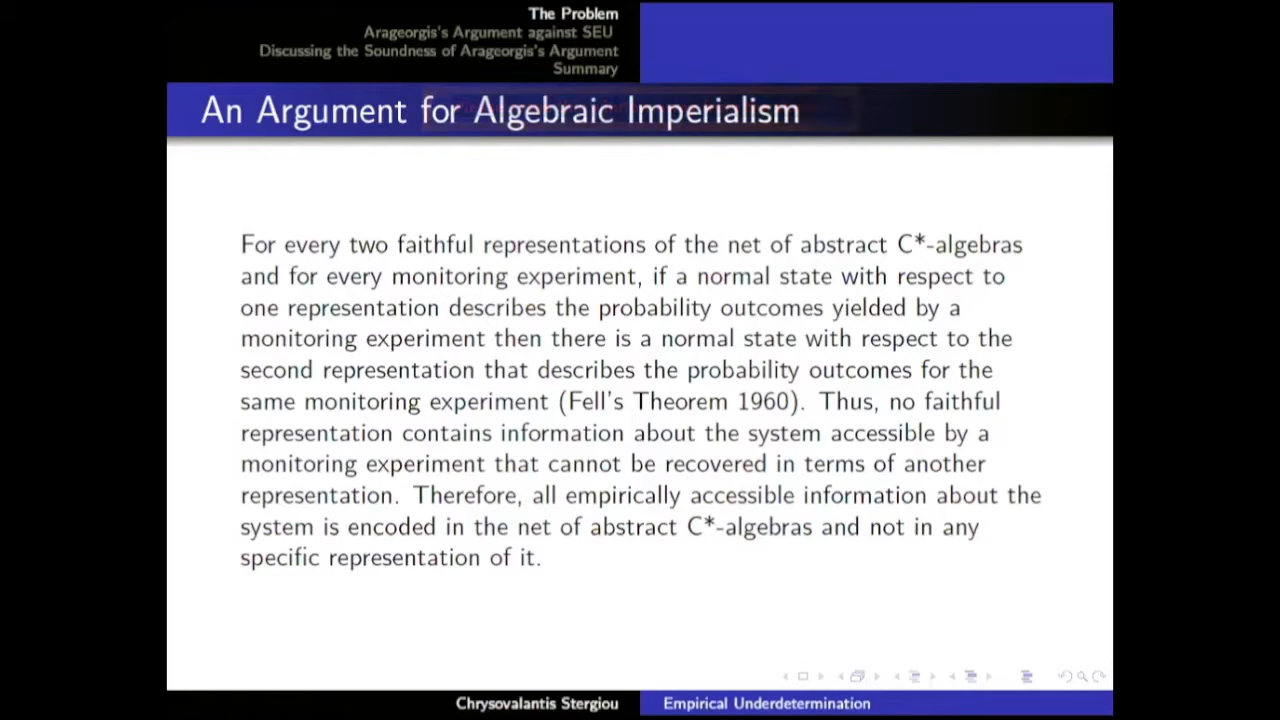 The Problem
Arageorgis's Argument against SEU
Discussing the Soundness of Arageorgis's Argument
Summary
An Argument for Algebraic Imperialism
For every two faithful representations of the net of abstract C*-algebras
and for every monitoring experiment, if a normal state with respect to
one representation describes the probability outcomes yielded by a
monitoring experiment then there is a normal state with respect to the
second representation that describes the probability outcomes for the
same monitoring experiment (Fell's Theorem 1960). Thus, no faithful
representation contains information about the system accessible by a
monitoring experiment that cannot be recovered in terms of another
representation. Therefore, all empirically accessible information about the
system is encoded in the net of abstract C*-algebras and not in any
specific representation of it.
Chrysovalantis Stergiou
Empirical Underdetermination